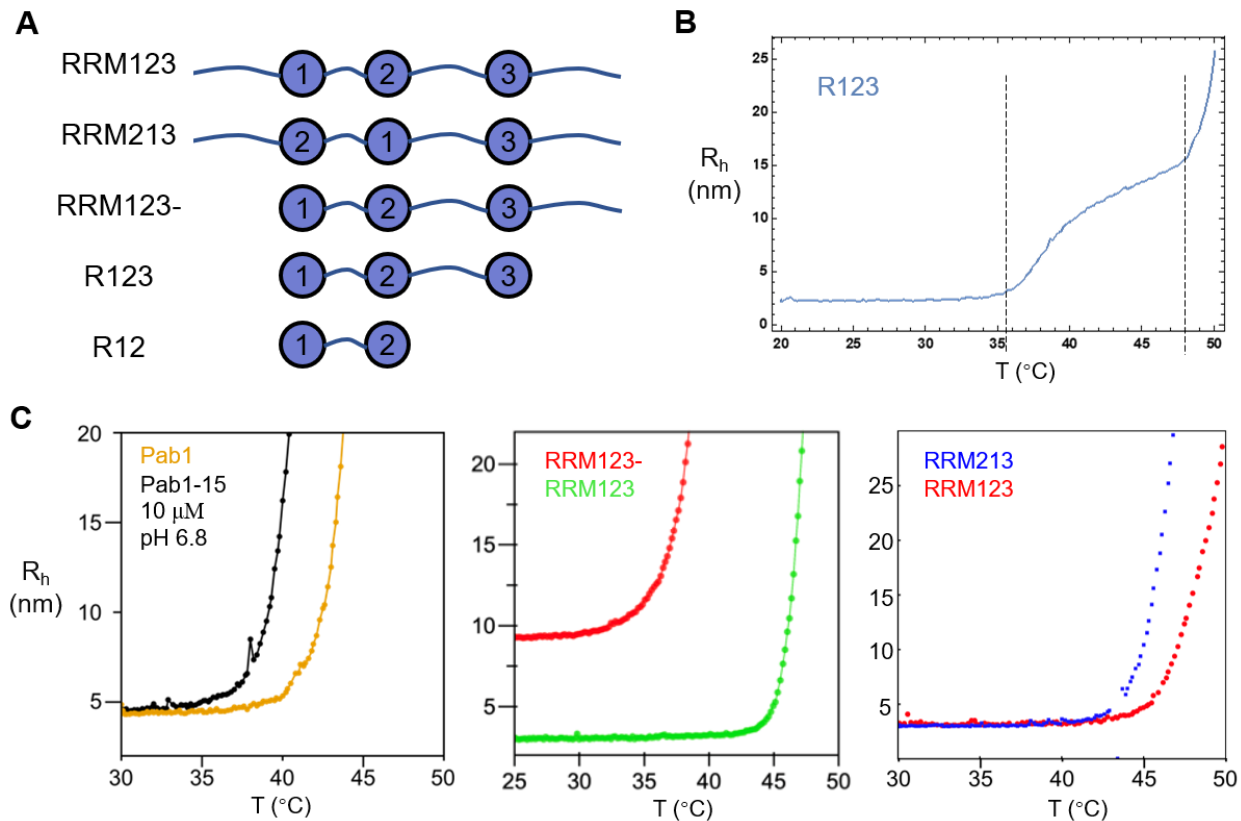 A
RRM123
1 2 3
RRM213
2 1 3
RRM123-
1 2 3
R123
1 2 3
R12
1 2
B
R123
Rh
(nm)
25
20
15
10
5
0
20 25 30 35 40 45 50
T (°C)
C
Pab1
Pab1-15
10 μM
pH 6.8
Rh
(nm)
20
15
10
5
30 35 40 45 50
T (°C)
RRM123-
RRM123
20
15
10
5
25 30 35 40 45 50
T (°C)
RRM213
RRM123
25
20
15
10
5
30 35 40 45 50
T (°C)